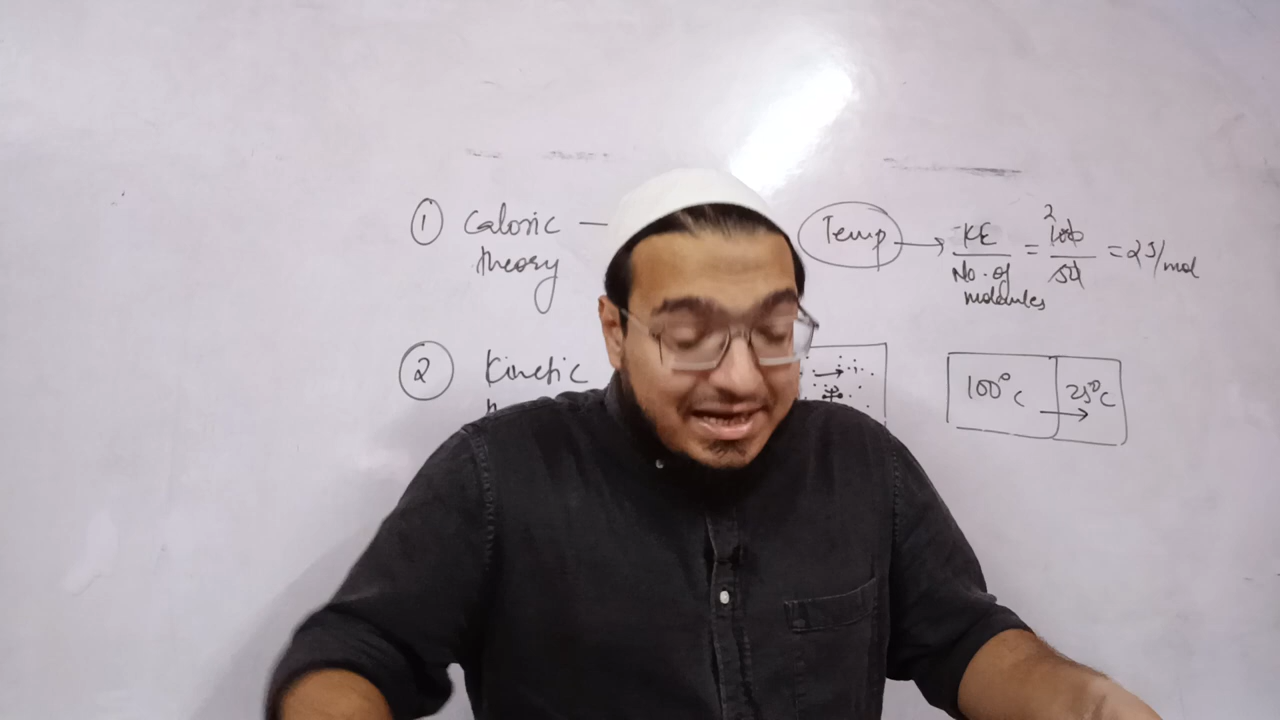 ① Caloric —
theory
Temp → KE / No. of molecules = 2 100 / 50 = 2J/mol
② Kinetic
100°C → 25°C